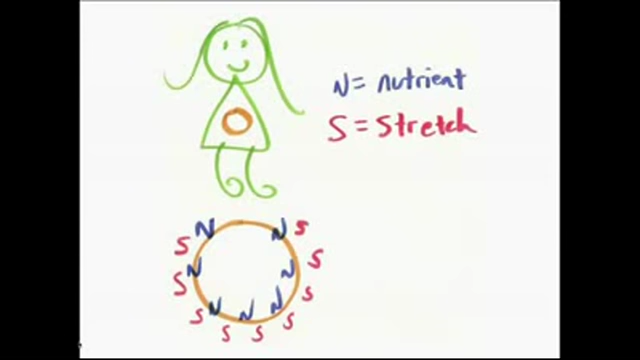 N = nutrient
S = stretch
N N S
S S
N N
S N N S
S N S
S S